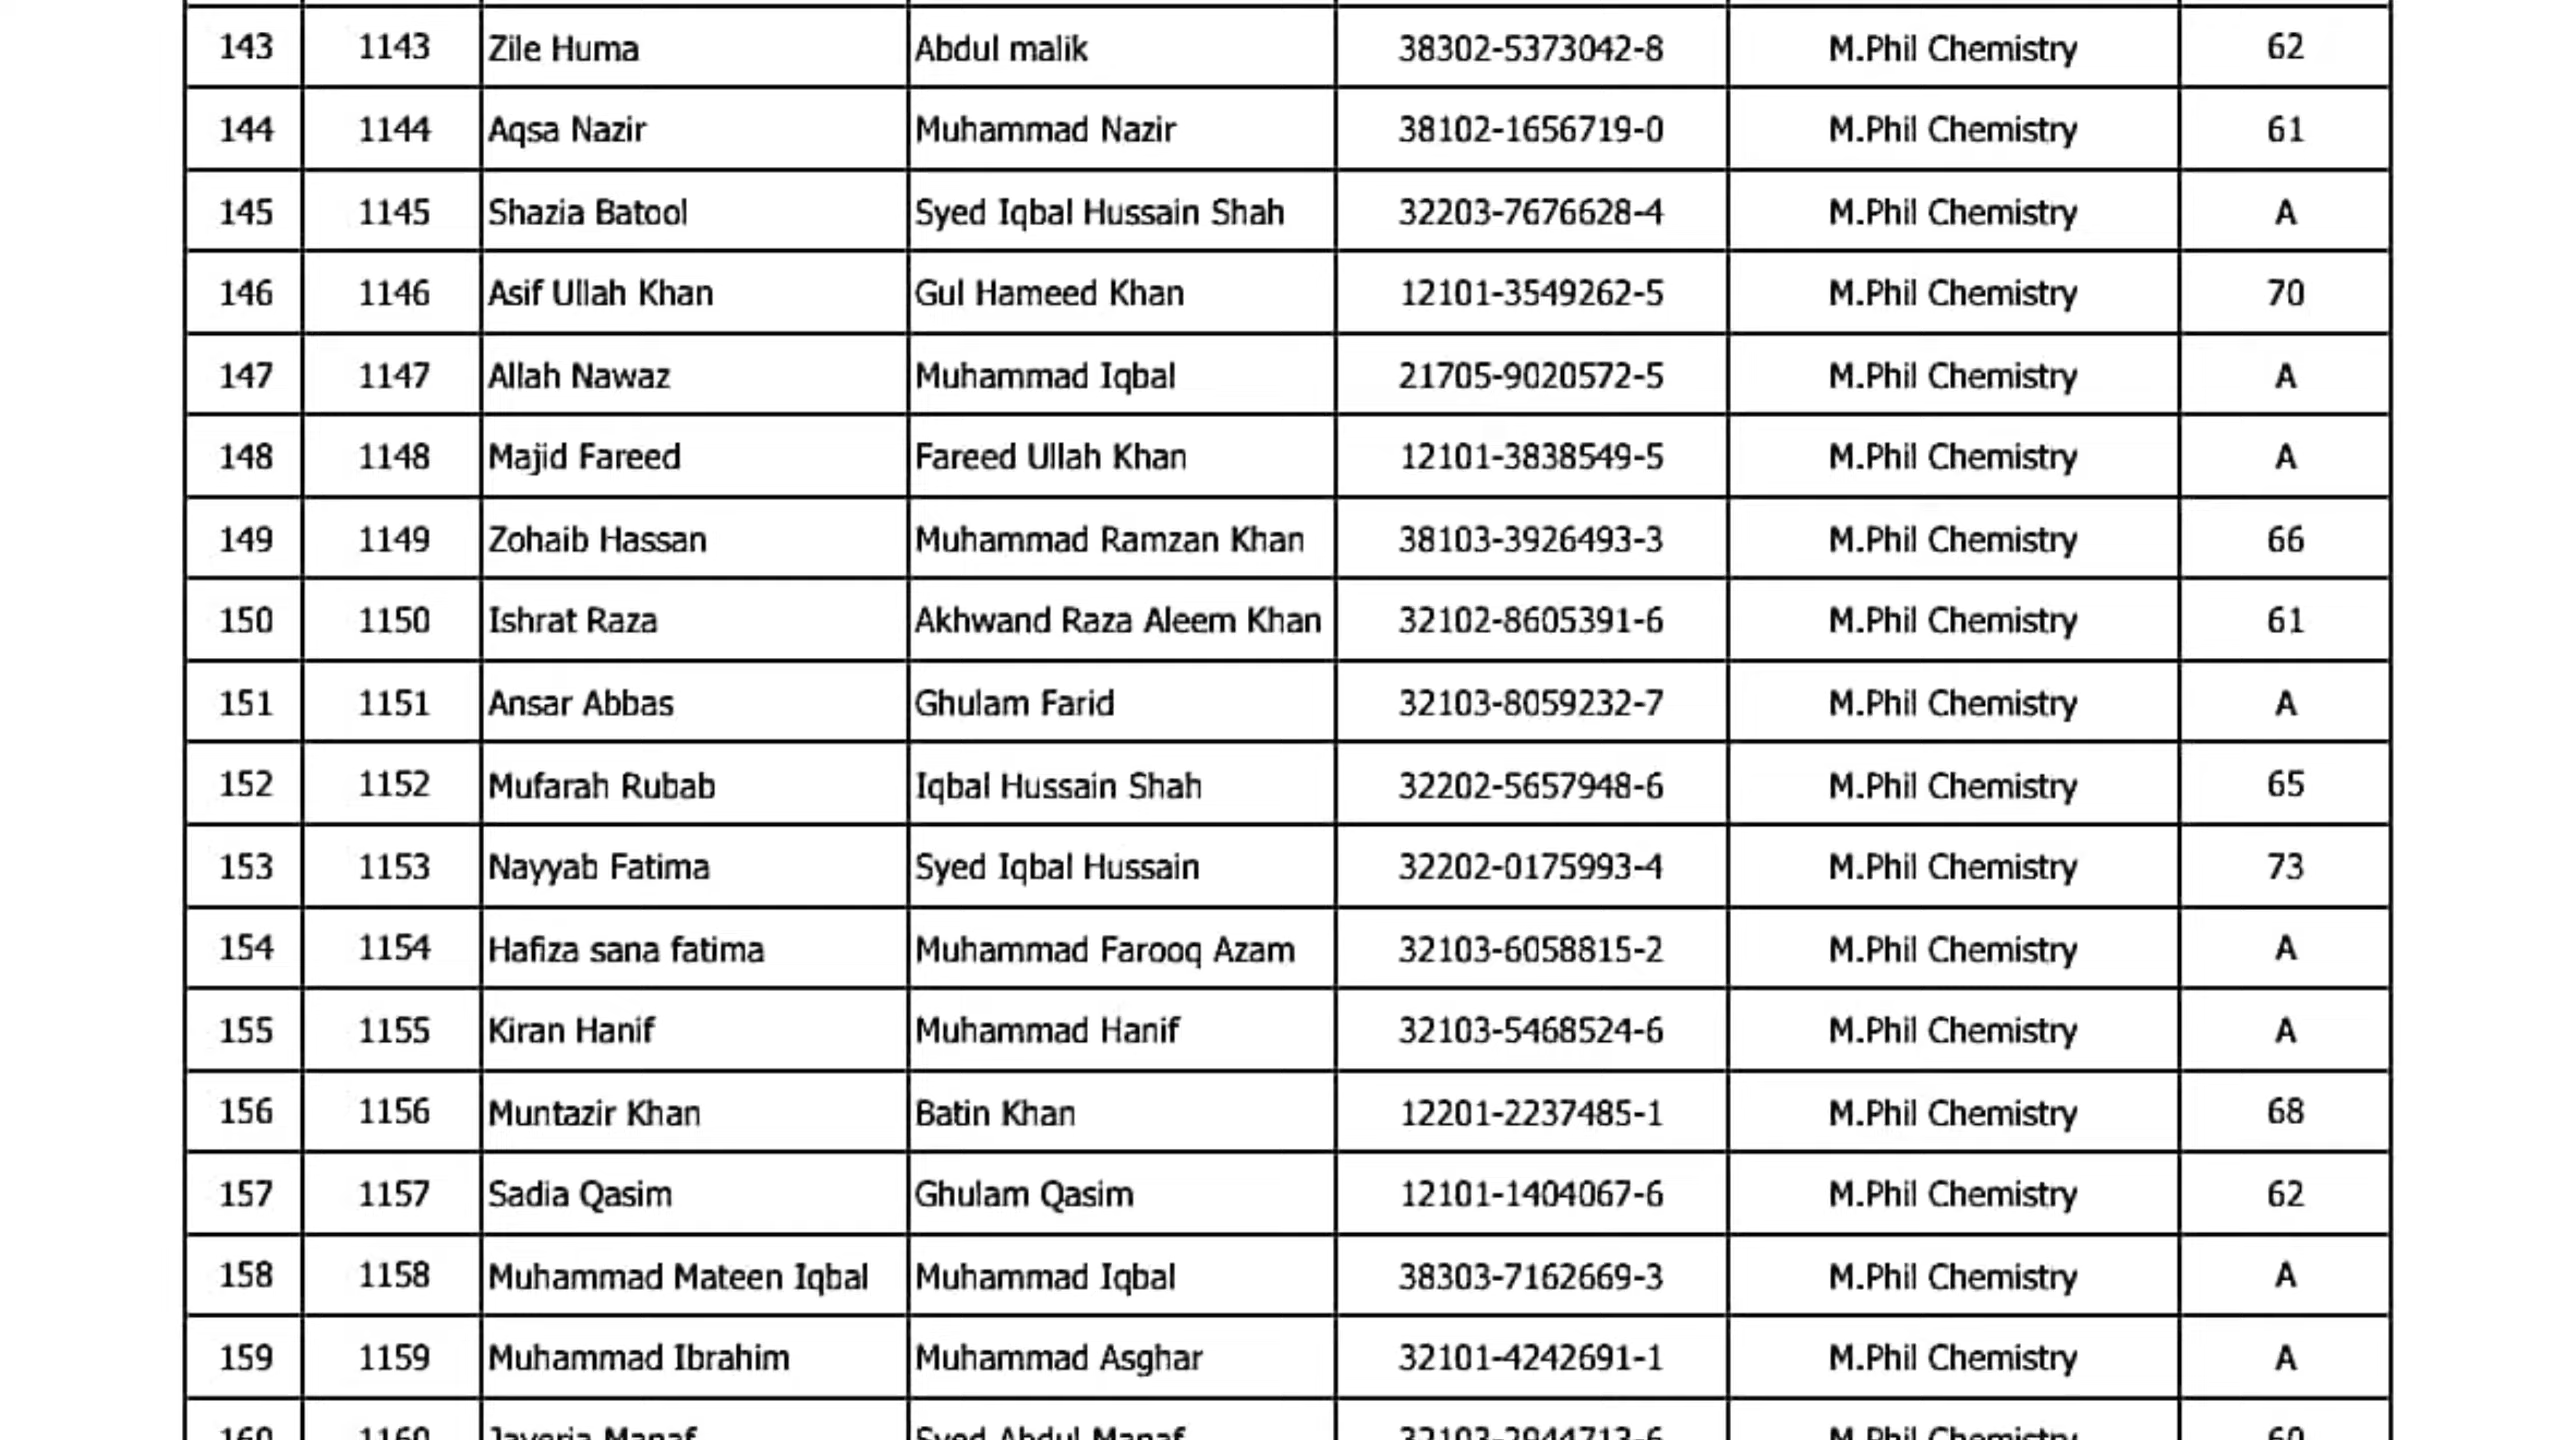 143 1143 Zile Huma Abdul malik 38302-5373042-8 M.Phil Chemistry 62
144 1144 Aqsa Nazir Muhammad Nazir 38102-1656719-0 M.Phil Chemistry 61
145 1145 Shazia Batool Syed Iqbal Hussain Shah 32203-7676628-4 M.Phil Chemistry A
146 1146 Asif Ullah Khan Gul Hameed Khan 12101-3549262-5 M.Phil Chemistry 70
147 1147 Allah Nawaz Muhammad Iqbal 21705-9020572-5 M.Phil Chemistry A
148 1148 Majid Fareed Fareed Ullah Khan 12101-3838549-5 M.Phil Chemistry A
149 1149 Zohaib Hassan Muhammad Ramzan Khan 38103-3926493-3 M.Phil Chemistry 66
150 1150 Ishrat Raza Akhwand Raza Aleem Khan 32102-8605391-6 M.Phil Chemistry 61
151 1151 Ansar Abbas Ghulam Farid 32103-8059232-7 M.Phil Chemistry A
152 1152 Mufarah Rubab Iqbal Hussain Shah 32202-5657948-6 M.Phil Chemistry 65
153 1153 Nayyab Fatima Syed Iqbal Hussain 32202-0175993-4 M.Phil Chemistry 73
154 1154 Hafiza sana fatima Muhammad Farooq Azam 32103-6058815-2 M.Phil Chemistry A
155 1155 Kiran Hanif Muhammad Hanif 32103-5468524-6 M.Phil Chemistry A
156 1156 Muntazir Khan Batin Khan 12201-2237485-1 M.Phil Chemistry 68
157 1157 Sadia Qasim Ghulam Qasim 12101-1404067-6 M.Phil Chemistry 62
158 1158 Muhammad Mateen Iqbal Muhammad Iqbal 38303-7162669-3 M.Phil Chemistry A
159 1159 Muhammad Ibrahim Muhammad Asghar 32101-4242691-1 M.Phil Chemistry A
160 1160 Manaf Syed Abdul Manaf M.Phil Chemistry